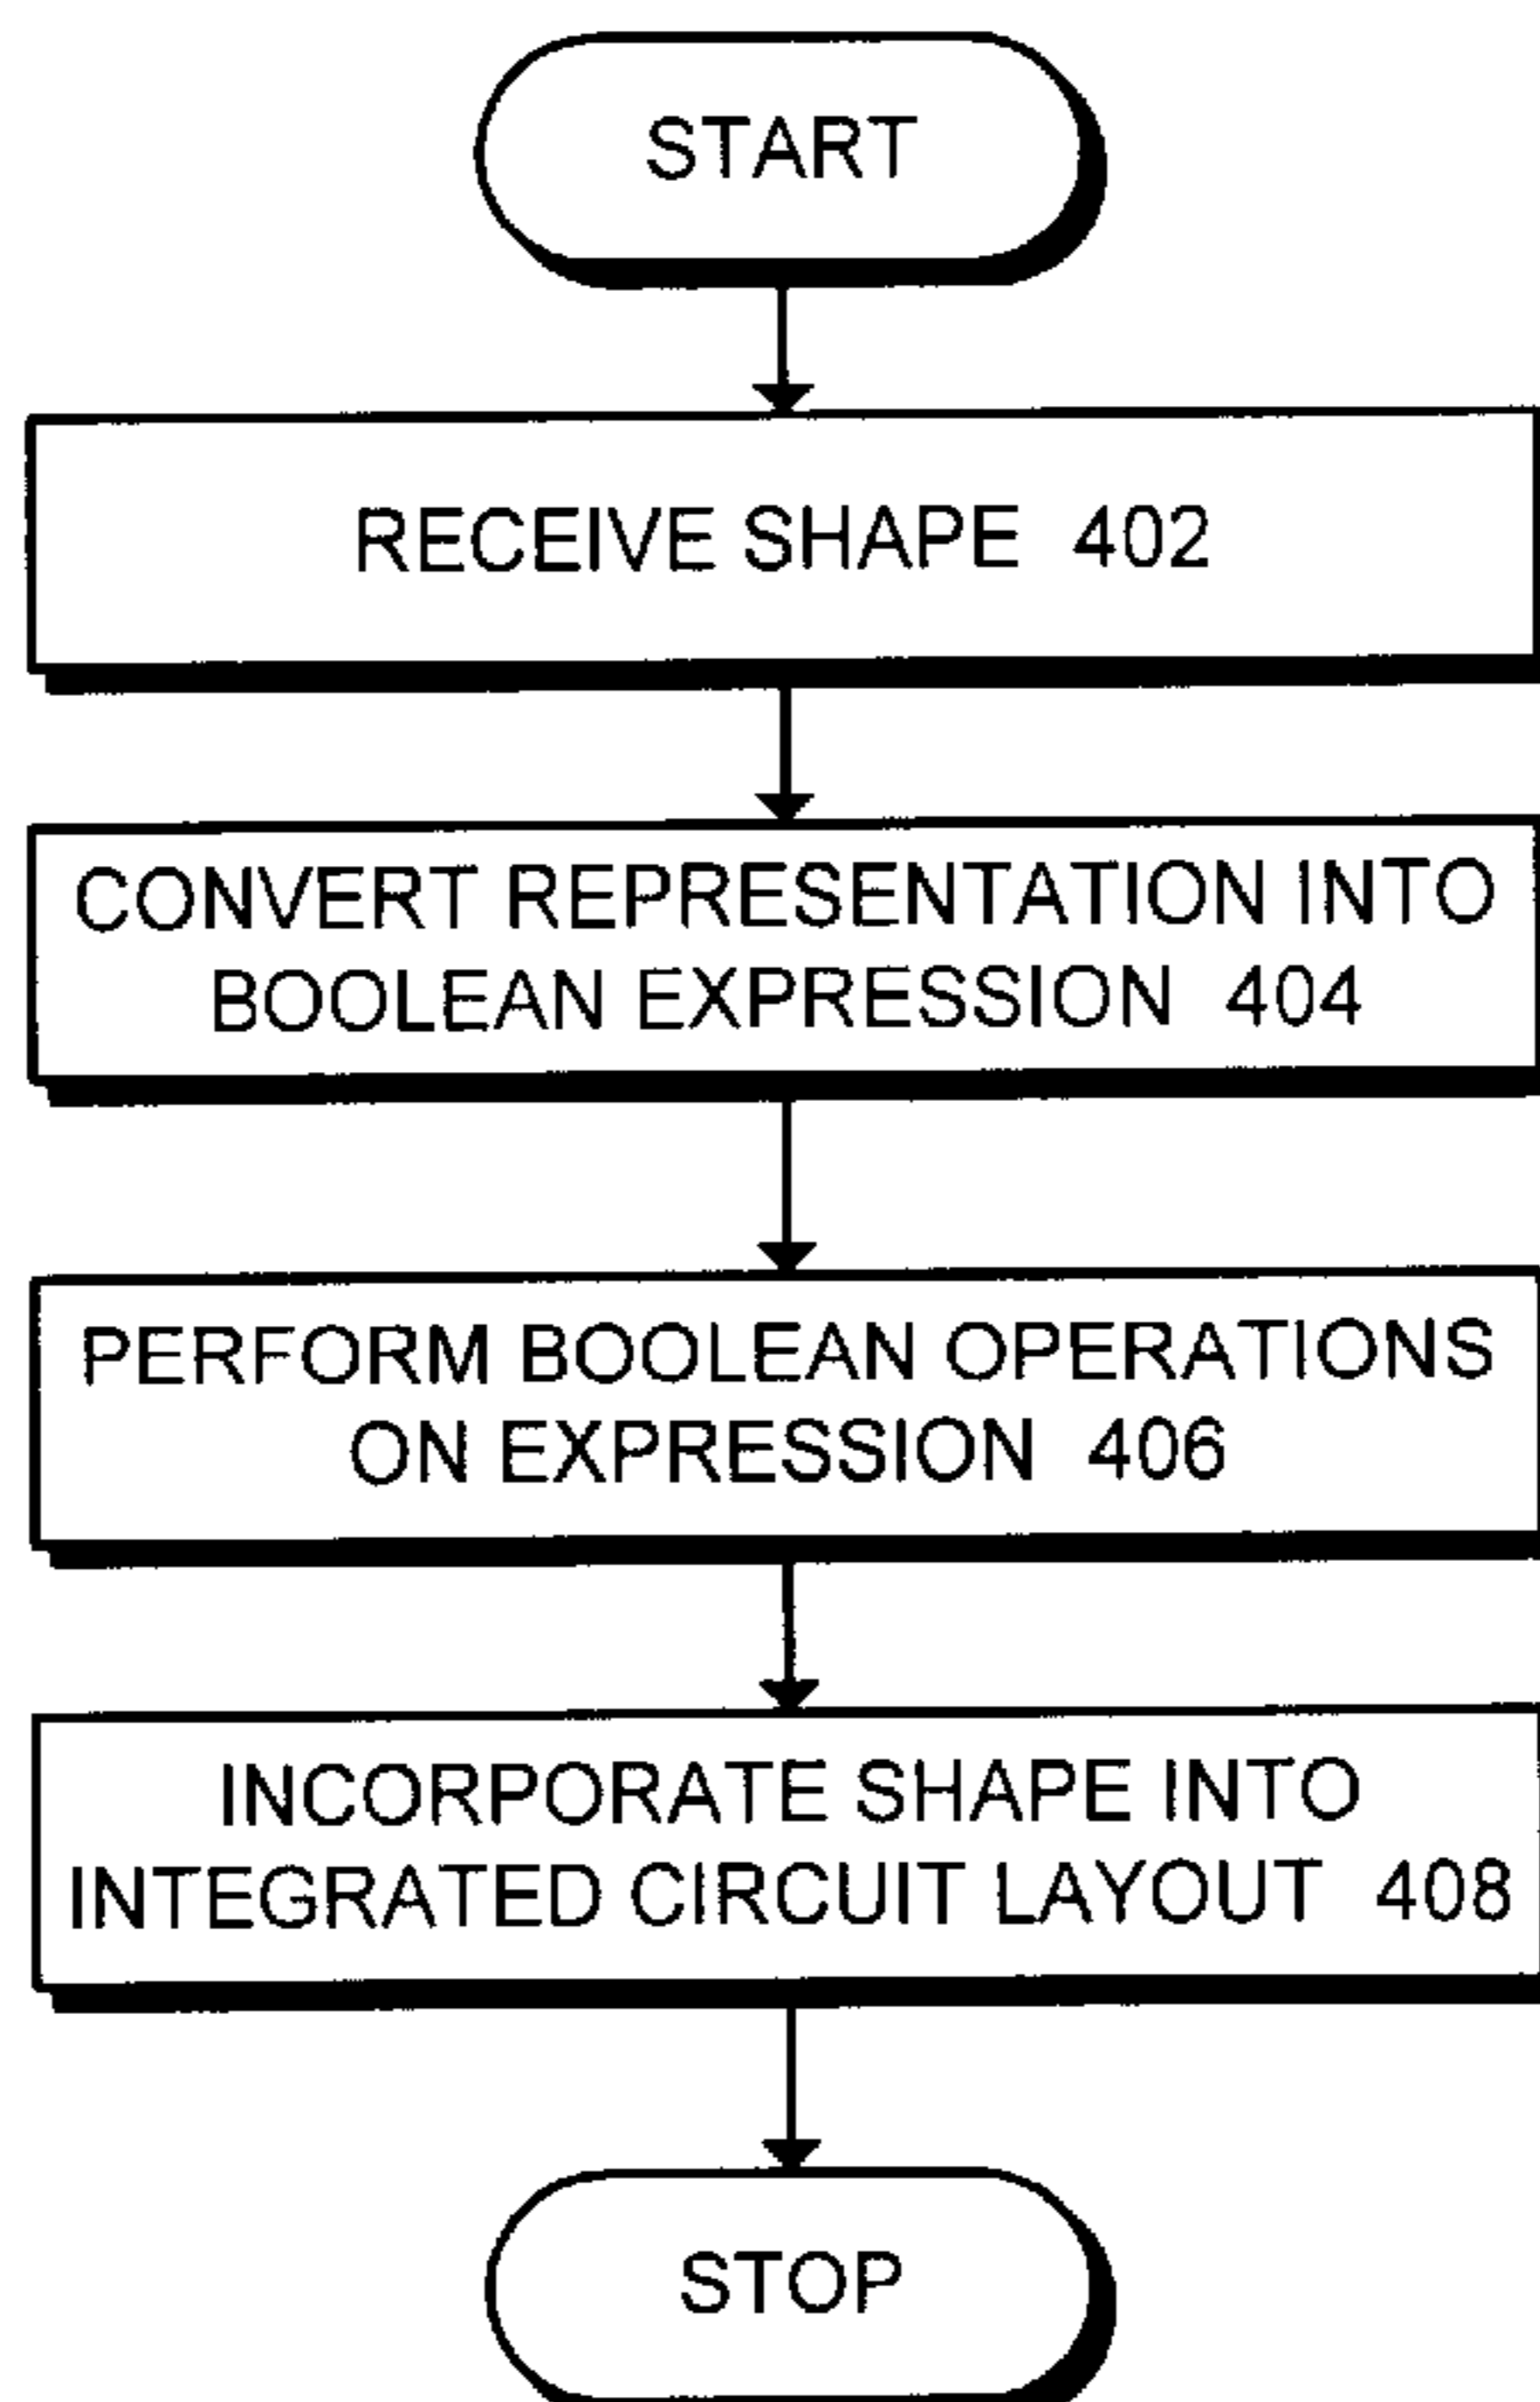 START
RECEIVE SHAPE 402
CONVERT REPRESENTATION INTO
BOOLEAN EXPRESSION 404
PERFORM BOOLEAN OPERATIONS
ON EXPRESSION 406
INCORPORATE SHAPE INTO
INTEGRATED CIRCUIT LAYOUT 408
STOP